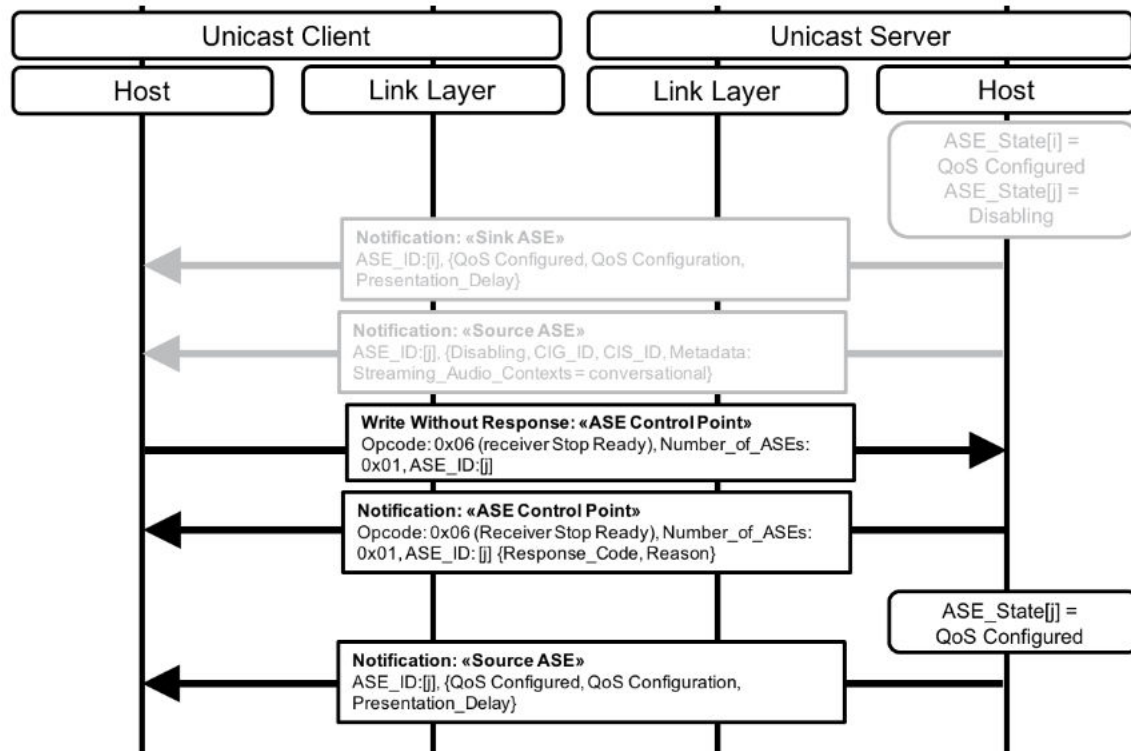 Unicast Client
Unicast Server
Host
Link Layer
Link Layer
Host
ASE_State[i] =
QoS Configured
ASE_State[j] =
Disabling
Notification: «Sink ASE»
ASE_ID:[i], {QoS Configured, QoS Configuration,
Presentation_Delay}
Notification: «Source ASE»
ASE_ID:[j], {Disabling, CIG_ID, CIS_ID, Metadata:
Streaming_Audio_Contexts = conversational}
Write Without Response: «ASE Control Point»
Opcode: 0x06 (receiver Stop Ready), Number_of_ASEs:
0x01, ASE_ID:[j]
Notification: «ASE Control Point»
Opcode: 0x06 (Receiver Stop Ready), Number_of_ASEs:
0x01, ASE_ID: [j] {Response_Code, Reason}
ASE_State[j] =
QoS Configured
Notification: «Source ASE»
ASE_ID:[j], {QoS Configured, QoS Configuration,
Presentation_Delay}